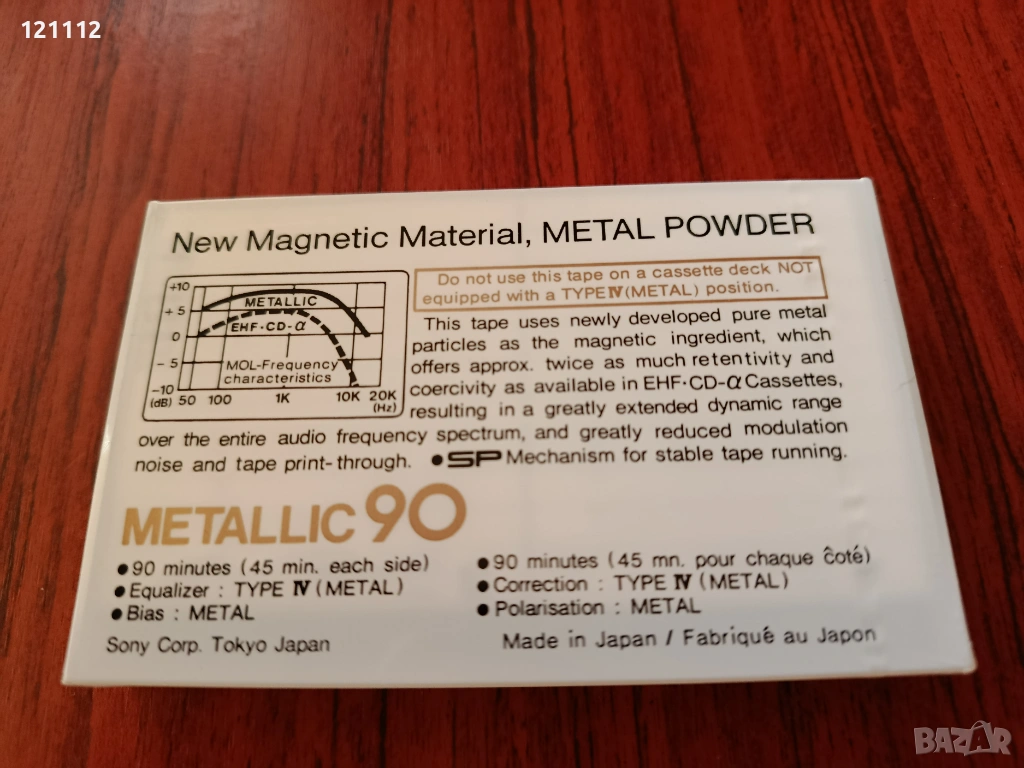 121112
New Magnetic Material, METAL POWDER
Do not use this tape on a cassette deck NOT
equipped with a TYPE IV (METAL) position.
+10
+5
0
-5
-10
(dB)
50 100 1K 10K 20K
(Hz)
METALLIC
EHF·CD-α
MOL-Frequency
characteristics
This tape uses newly developed pure metal
particles as the magnetic ingredient, which
offers approx. twice as much retentivity and
coercivity as available in EHF·CD-α Cassettes,
resulting in a greatly extended dynamic range
over the entire audio frequency spectrum, and greatly reduced modulation
noise and tape print-through. ●SP Mechanism for stable tape running.
METALLIC 90
●90 minutes (45 min. each side)
●Equalizer : TYPE IV (METAL)
●Bias : METAL
●90 minutes (45 mn. pour chaque ĉoté)
●Correction : TYPE IV (METAL)
●Polarisation : METAL
Sony Corp. Tokyo Japan
Made in Japan / Fabriqué au Japon
BAZAR